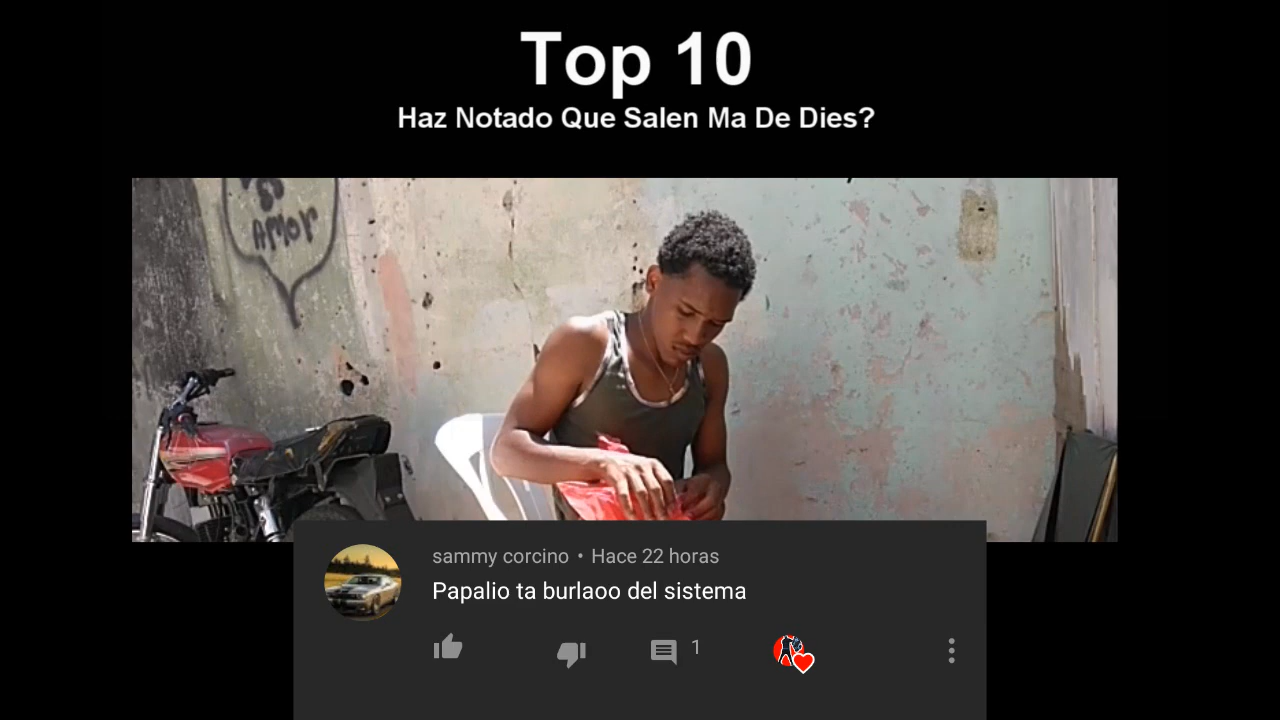 Top 10
Haz Notado Que Salen Ma De Dies?
AMOR
sammy corcino • Hace 22 horas
Papalio ta burlaoo del sistema
1